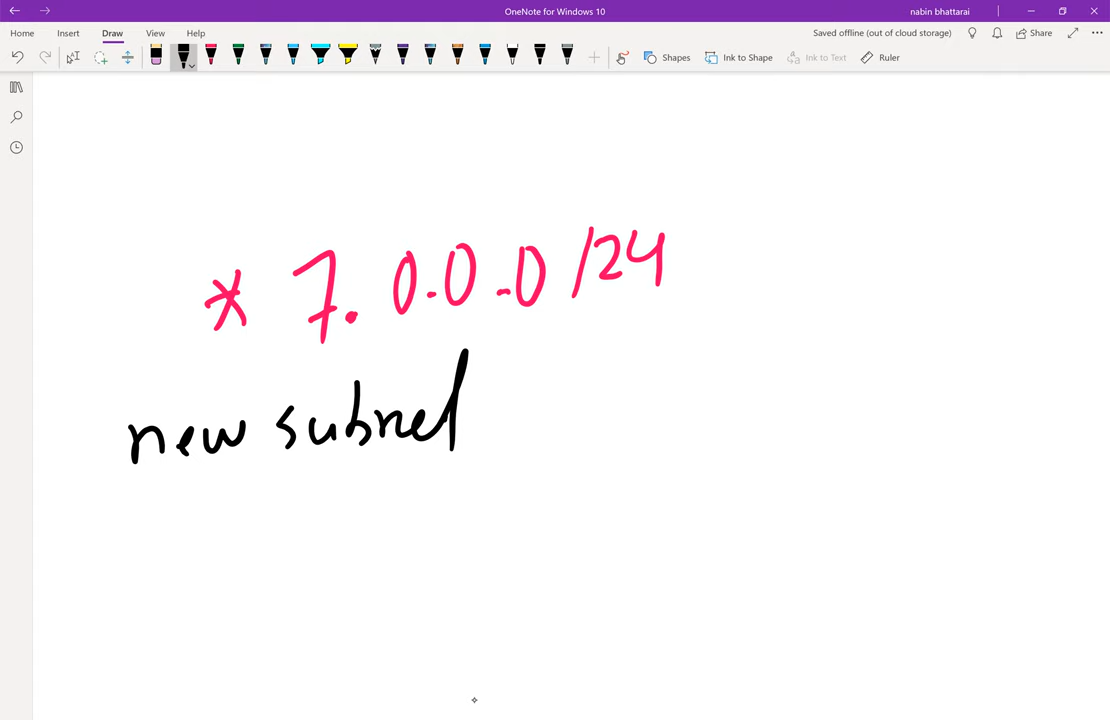 OneNote for Windows 10
nabin bhattarai
Home Insert Draw View Help
Saved offline (out of cloud storage)
Share
Shapes
Ink to Shape
Ink to Text
Ruler
* 7.0.0.0/24
new subnet